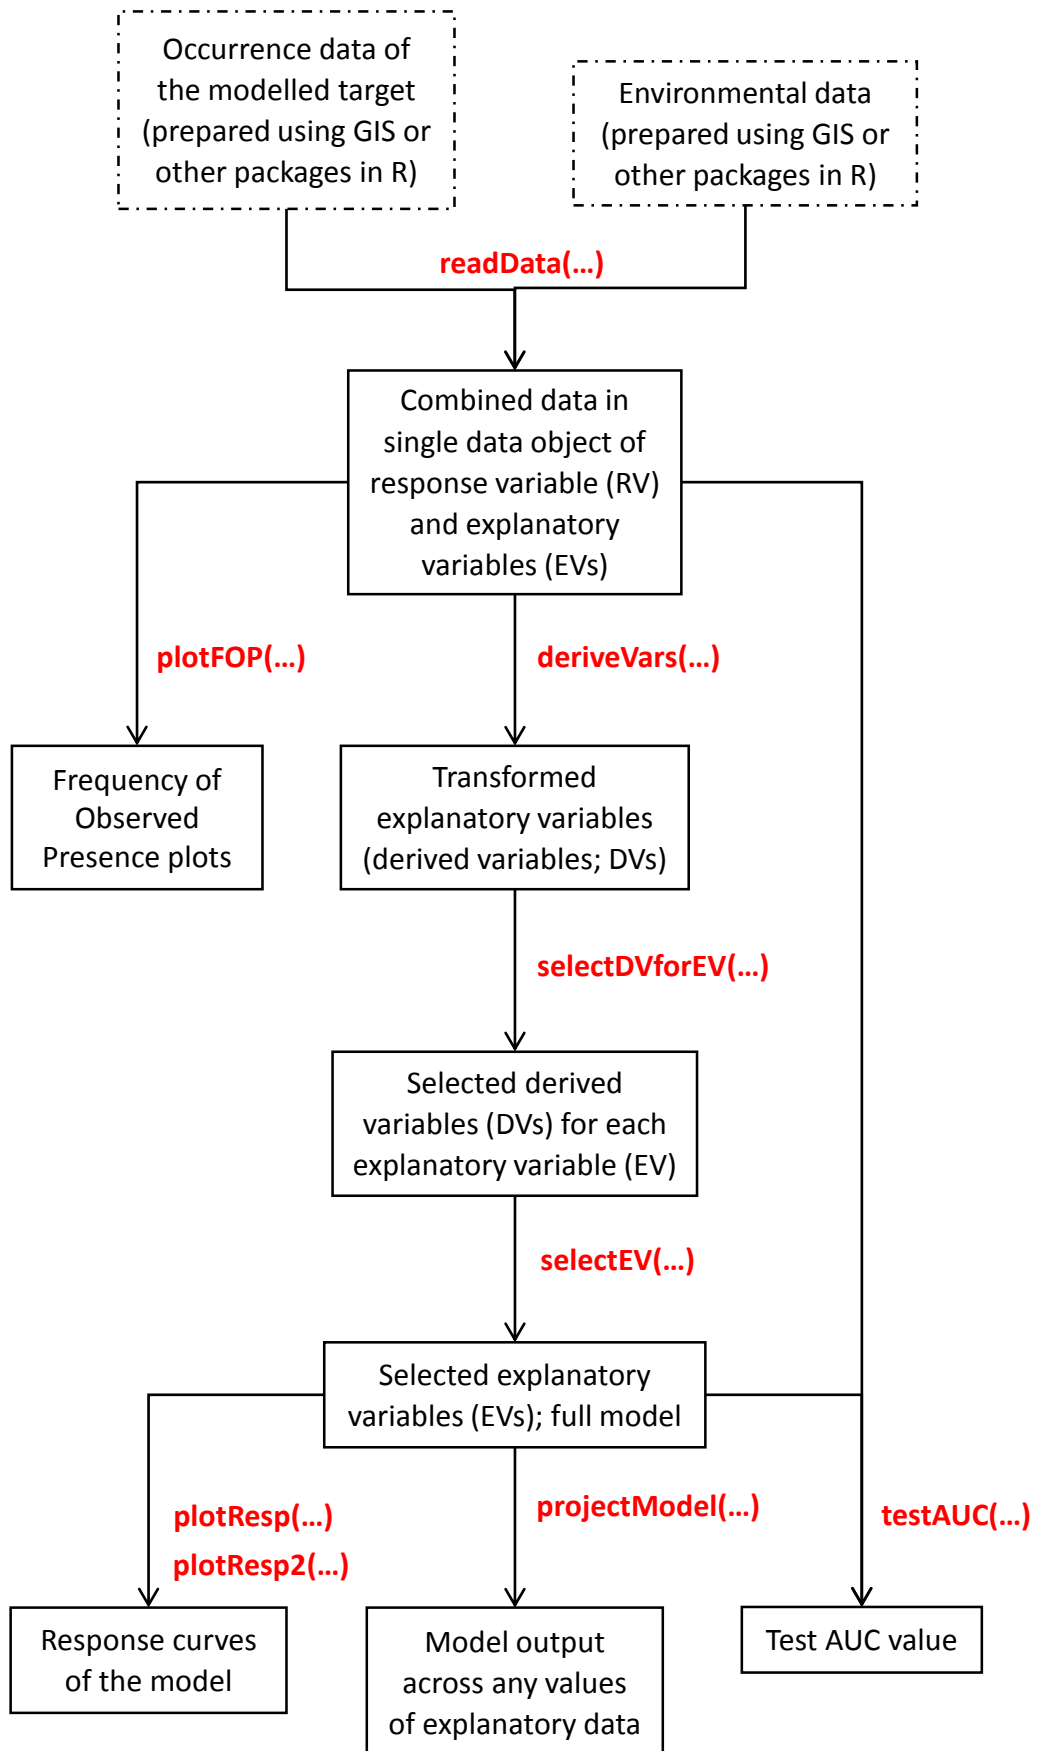 Occurrence data of
the modelled target
(prepared using GIS or
other packages in R)
Environmental data
(prepared using GIS or
other packages in R)
readData(...)
Combined data in
single data object of
response variable (RV)
and explanatory
variables (EVs)
plotFOP(...)
deriveVars(...)
Frequency of
Observed
Presence plots
Transformed
explanatory variables
(derived variables; DVs)
selectDVforEV(...)
Selected derived
variables (DVs) for each
explanatory variable (EV)
selectEV(...)
Selected explanatory
variables (EVs); full model
plotResp(...)
plotResp2(...)
projectModel(...)
testAUC(...)
Response curves
of the model
Model output
across any values
of explanatory data
Test AUC value